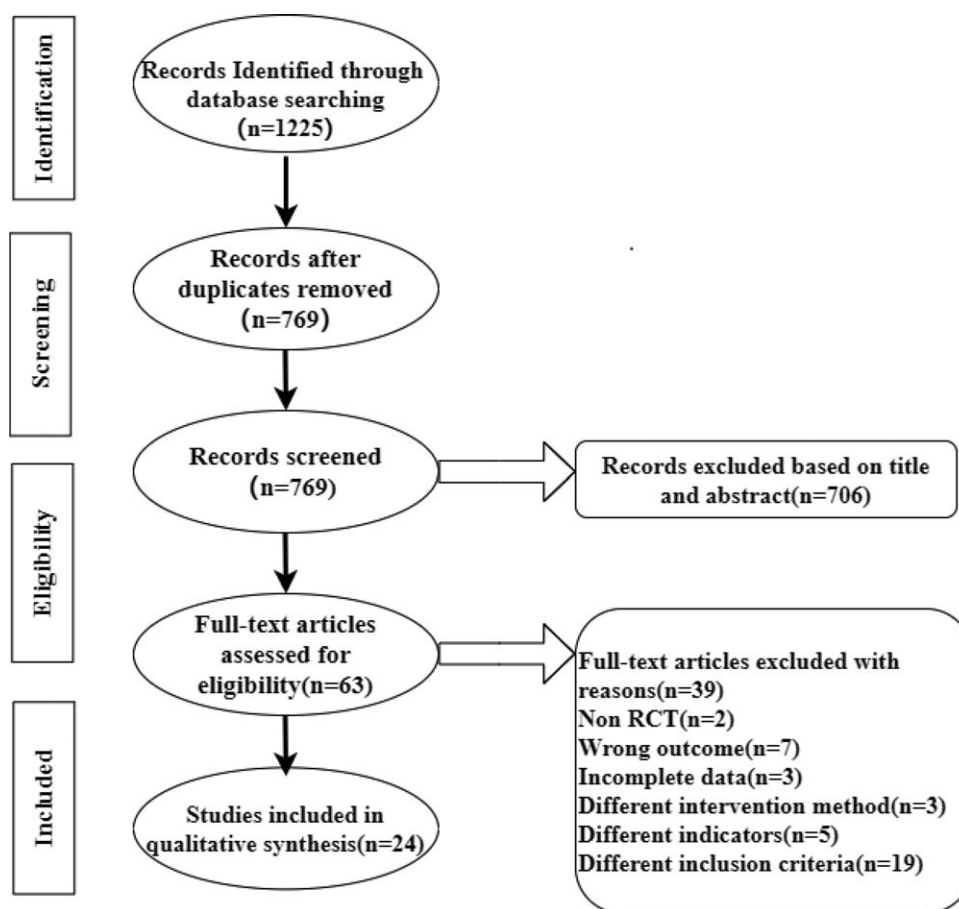 Identification
Records Identified through
database searching
(n=1225)
Screening
Records after
duplicates removed
(n=769)
Records screened
(n=769)
Records excluded based on title
and abstract(n=706)
Eligibility
Full-text articles
assessed for
eligibility(n=63)
Full-text articles excluded with
reasons(n=39)
Non RCT(n=2)
Wrong outcome(n=7)
Incomplete data(n=3)
Different intervention method(n=3)
Different indicators(n=5)
Different inclusion criteria(n=19)
Included
Studies included in
qualitative synthesis(n=24)